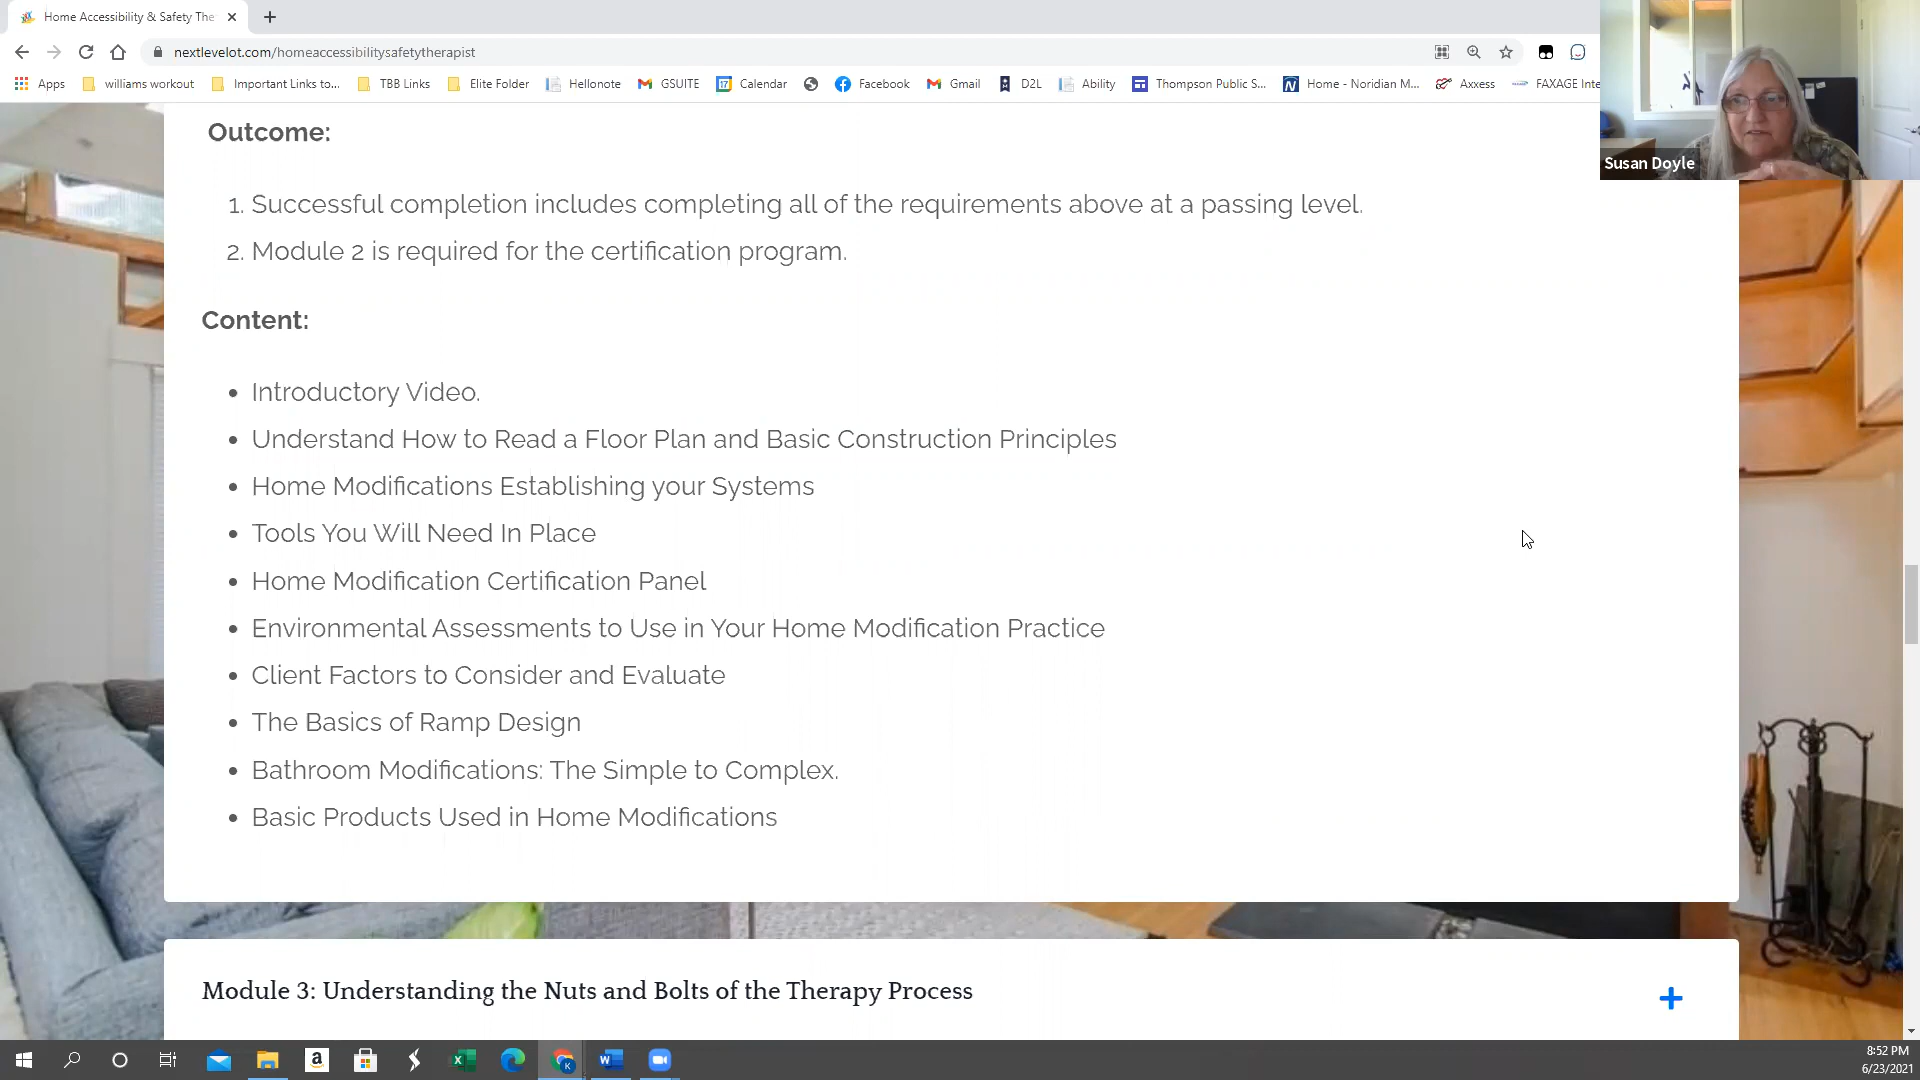 Home Accessibility & Safety The
nextlevelot.com/homeaccessibilitysafetytherapist
Apps
williams workout
Important Links to...
TBB Links
Elite Folder
Hellonote
GSUITE
Calendar
Facebook
Gmail
D2L
Ability
Thompson Public S...
Home - Noridian M...
Axxess
FAXAGE Inte
Susan Doyle
Outcome:
1. Successful completion includes completing all of the requirements above at a passing level.
2. Module 2 is required for the certification program.
Content:
• Introductory Video.
• Understand How to Read a Floor Plan and Basic Construction Principles
• Home Modifications Establishing your Systems
• Tools You Will Need In Place
• Home Modification Certification Panel
• Environmental Assessments to Use in Your Home Modification Practice
• Client Factors to Consider and Evaluate
• The Basics of Ramp Design
• Bathroom Modifications: The Simple to Complex.
• Basic Products Used in Home Modifications
Module 3: Understanding the Nuts and Bolts of the Therapy Process
8:52 PM
6/23/2021